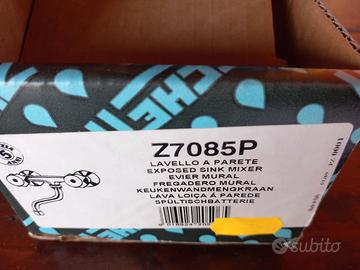 Z7085P
LAVELLO A PARETE
EXPOSED SINK MIXER
EVIER MURAL
FREGADERO MURAL
KEUKENWANDMENGKRAAN
LAVA LOIÇA À PAREDE
SPÜLTISCHBATTERIE
subito